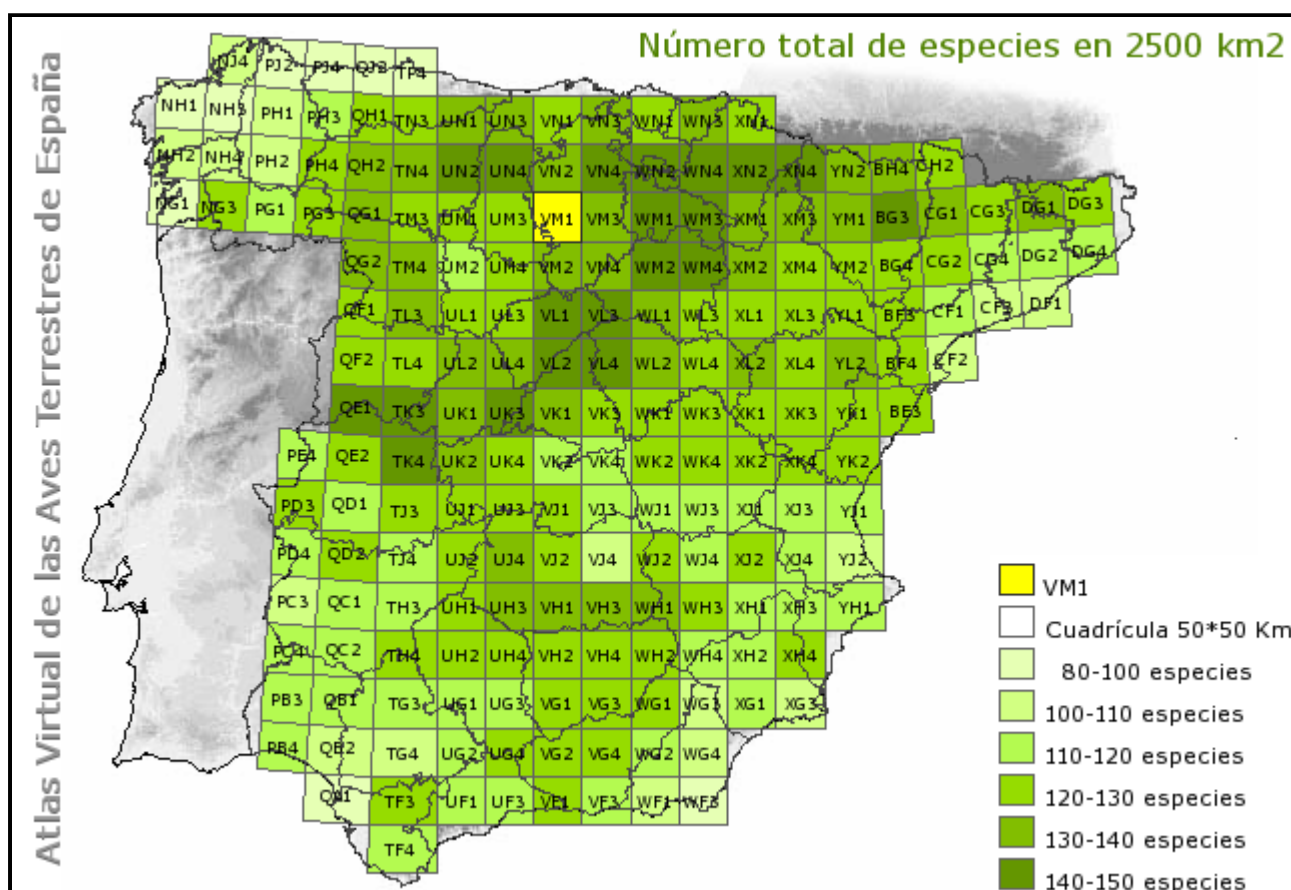 Atlas Virtual de las Aves Terrestres de España
Número total de especies en 2500 km2
NJ4 PJ2 PJ4 QJ2 TP4
NH1 NH3 PH1 PH3 QH1 TN3 UN1 UN3 VN1 VN3 WN1 WN3 XN1
NH2 NH4 PH2 PH4 QH2 TN4 UN2 UN4 VN2 VN4 WN2 WN4 XN2 XN4 YN2 BH4 CH2
NG1 NG3 PG1 PG3 QG1 TM3 UM1 UM3 VM1 VM3 WM1 WM3 XM1 XM3 YM1 BG3 CG1 CG3 DG1 DG3
QG2 TM4 UM2 UM4 VM2 VN4 WM2 WM4 XM2 XM4 YM2 BG4 CG2 CG4 DG2 DG4
QF1 TL3 UL1 UL3 VL1 VL3 WL1 WL3 XL1 XL3 YL1 BF3 CF1 CF3 DF1
QF2 TL4 UL2 UL4 VL2 VL4 WL2 WL4 XL2 XL4 YL2 BF4 CF2
QE1 TK3 UK1 UK3 VK1 VK3 WK1 WK3 XK1 XK3 YK1 BE3
PE4 QE2 TK4 UK2 UK4 VK2 VK4 WK2 WK4 XK2 XK4 YK2
PD3 QD1 TJ3 UJ1 UJ3 VJ1 VJ3 WJ1 WJ3 XJ1 XJ3 YJ1
PD4 QD2 TJ4 UJ2 UJ4 VJ2 VJ4 WJ2 WJ4 XJ2 XJ4 YJ2
PC3 QC1 TH3 UH1 UH3 VH1 VH3 WH1 WH3 XH1 XH3 YH1
PC4 QC2 TH4 UH2 UH4 VH2 VH4 WH2 WH4 XH2 XH4
PB3 QB1 TG3 UG1 UG3 VG1 VG3 WG1 WG3 XG1 XG3
PB4 QB2 TG4 UG2 UG4 VG2 VG4 WG2 WG4
TF3 UF1 UF3 VF1 VF3 WF1 WF3
TF4
VM1
Cuadrícula 50*50 Km
80-100 especies
100-110 especies
110-120 especies
120-130 especies
130-140 especies
140-150 especies